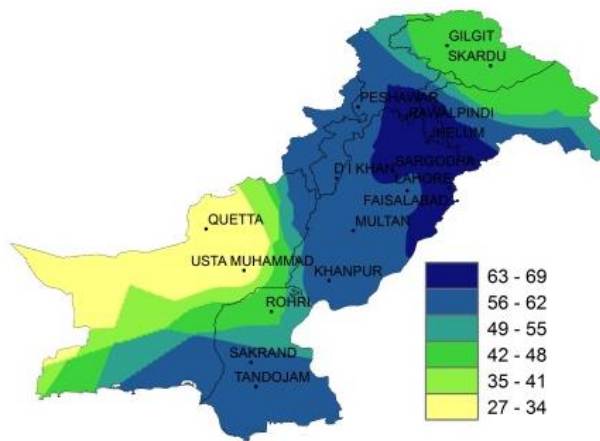 GILGIT
SKARDU
PESHAWAR
RAWALPINDI
JHELUM
SARGODHA
D I KHAN
LAHORE
FAISALABAD
QUETTA
MULTAN
USTA MUHAMMAD
KHANPUR
ROHRI
SAKRAND
TANDOJAM
63 - 69
56 - 62
49 - 55
42 - 48
35 - 41
27 - 34